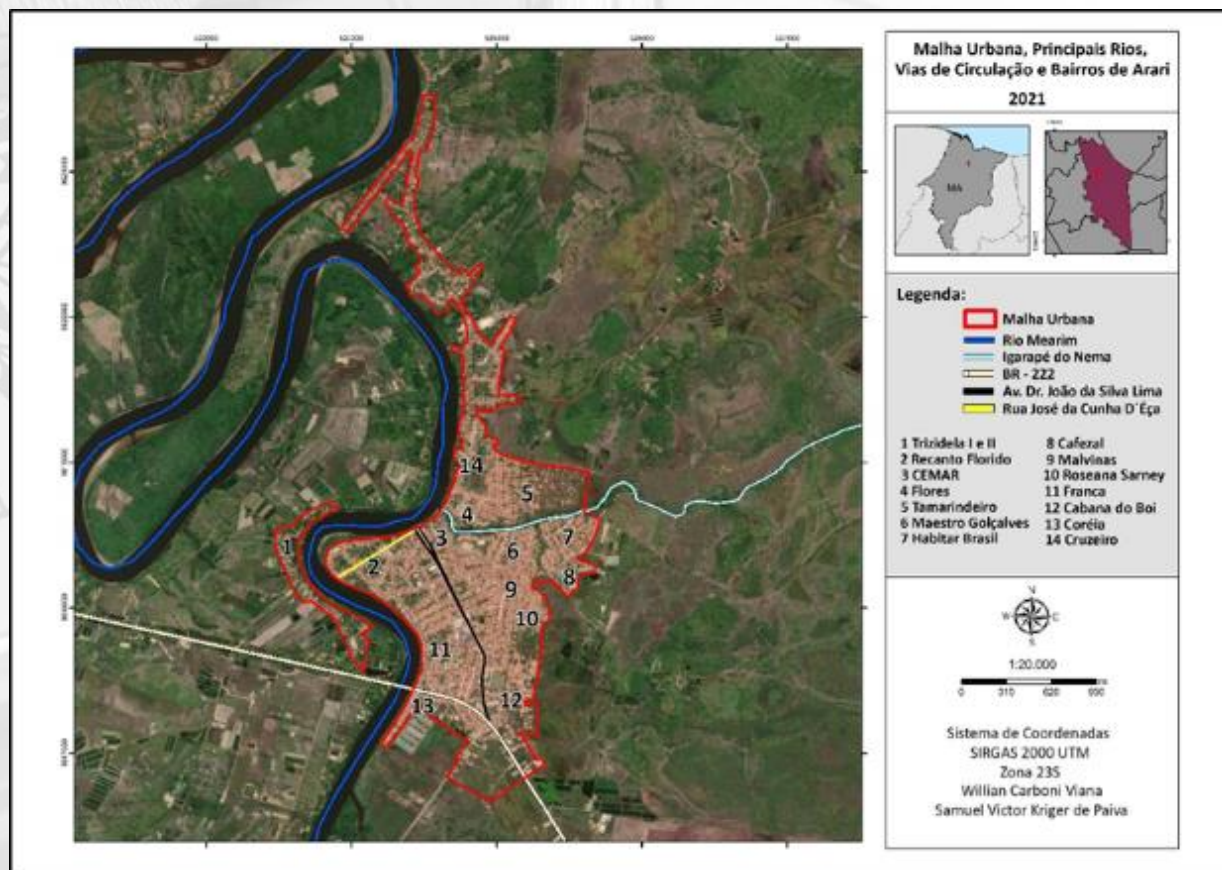 Malha Urbana, Principais Rios,
Vias de Circulação e Bairros de Arari
2021
MA
Legenda:
Malha Urbana
Rio Mearim
Igarapé do Nema
BR - 222
Av. Dr. João da Silva Lima
Rua José da Cunha D´Éça
1 Trizidela I e II
2 Recanto Florido
3 CEMAR
4 Flores
5 Tamarindeiro
6 Maestro Golçalves
7 Habitar Brasil
8 Cafezal
9 Malvinas
10 Roseana Sarney
11 Franca
12 Cabana do Boi
13 Coréia
14 Cruzeiro
14
5
4
3
6
7
1
2
8
9
10
11
12
13
N
W
E
S
1:20.000
0 310 620 930
Sistema de Coordenadas
SIRGAS 2000 UTM
Zona 23S
Willian Carboni Viana
Samuel Victor Kriger de Paiva